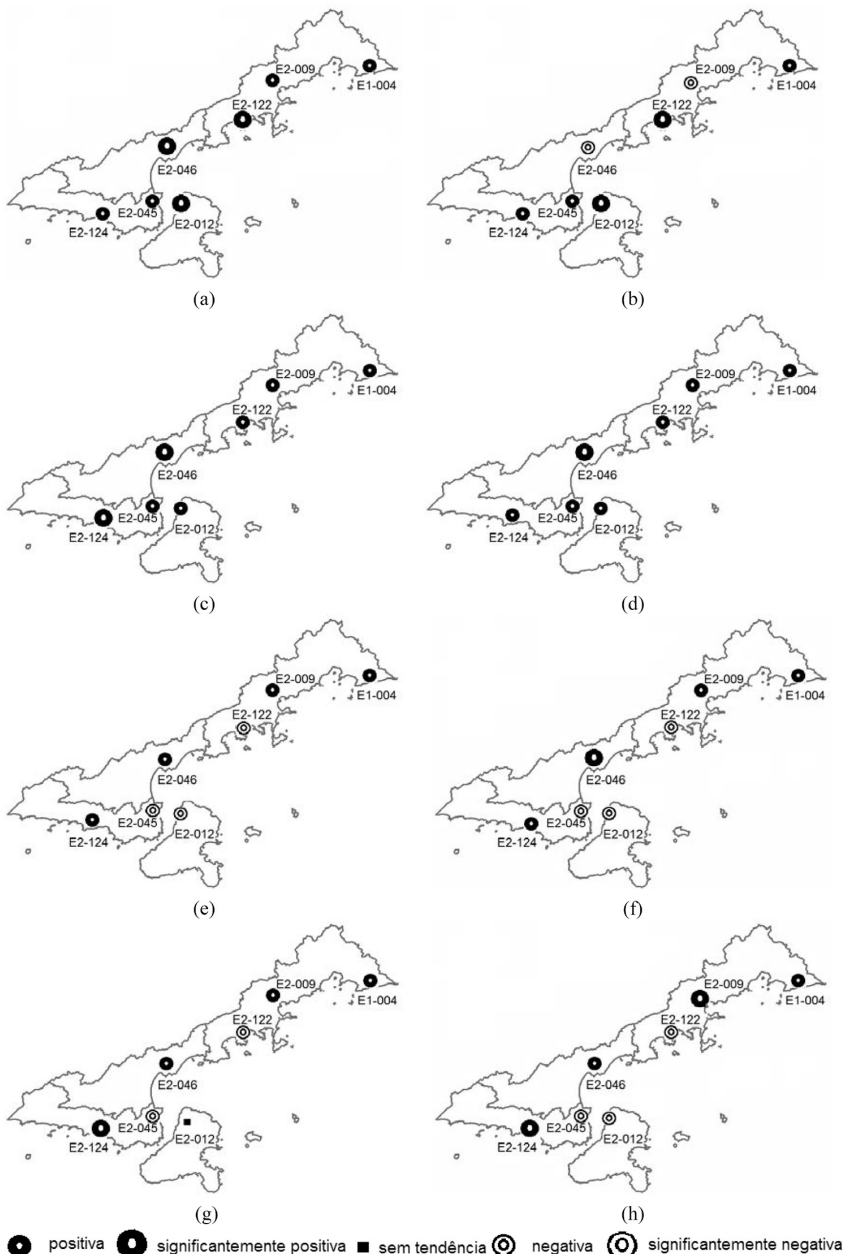 E2-009
E1-004
E2-122
E2-046
E2-045
E2-124
E2-012
(a)
E2-009
E1-004
E2-122
E2-046
E2-045
E2-124
E2-012
(b)
E2-009
E1-004
E2-122
E2-046
E2-045
E2-124
E2-012
(c)
E2-009
E1-004
E2-122
E2-046
E2-045
E2-124
E2-012
(d)
E2-009
E1-004
E2-122
E2-046
E2-045
E2-124
E2-012
(e)
E2-009
E1-004
E2-122
E2-046
E2-045
E2-124
E2-012
(f)
E2-009
E1-004
E2-122
E2-046
E2-045
E2-124
E2-012
(g)
E2-009
E1-004
E2-122
E2-046
E2-045
E2-124
E2-012
(h)
positiva significantemente positiva sem tendência negativa significantemente negativa